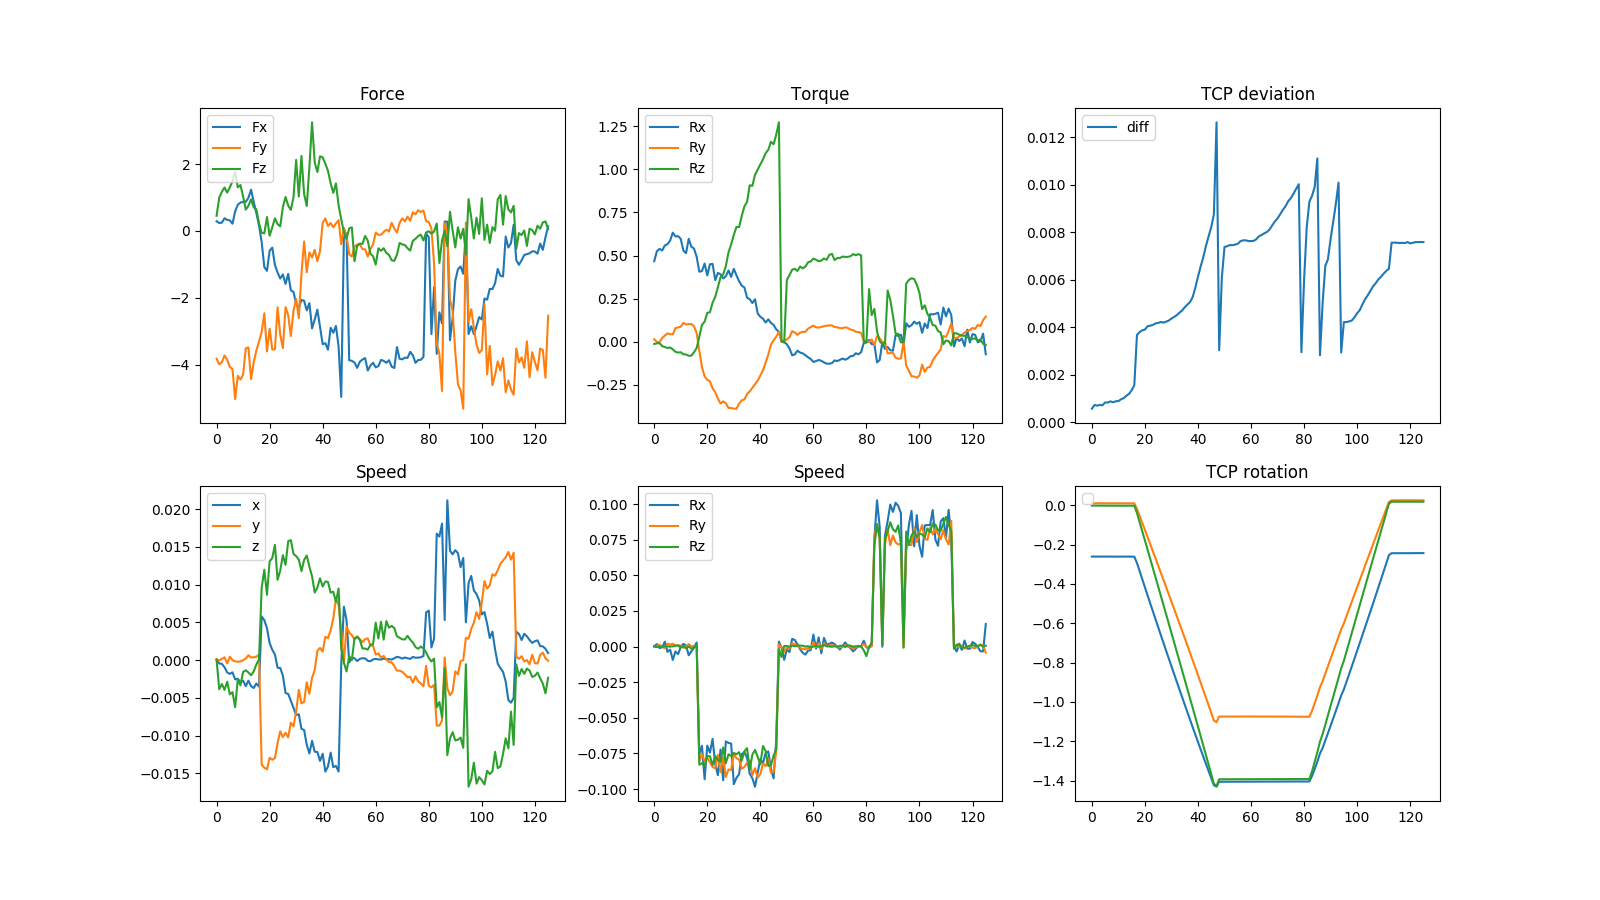 Force
Fx
Fy
Fz
2
0
−2
−4
0 20 40 60 80 100 120
Torque
Rx
Ry
Rz
1.25
1.00
0.75
0.50
0.25
0.00
−0.25
0 20 40 60 80 100 120
TCP deviation
diff
0.012
0.010
0.008
0.006
0.004
0.002
0.000
0 20 40 60 80 100 120
Speed
x
y
z
0.020
0.015
0.010
0.005
0.000
−0.005
−0.010
−0.015
0 20 40 60 80 100 120
Speed
Rx
Ry
Rz
0.100
0.075
0.050
0.025
0.000
−0.025
−0.050
−0.075
−0.100
0 20 40 60 80 100 120
TCP rotation
0.0
−0.2
−0.4
−0.6
−0.8
−1.0
−1.2
−1.4
0 20 40 60 80 100 120